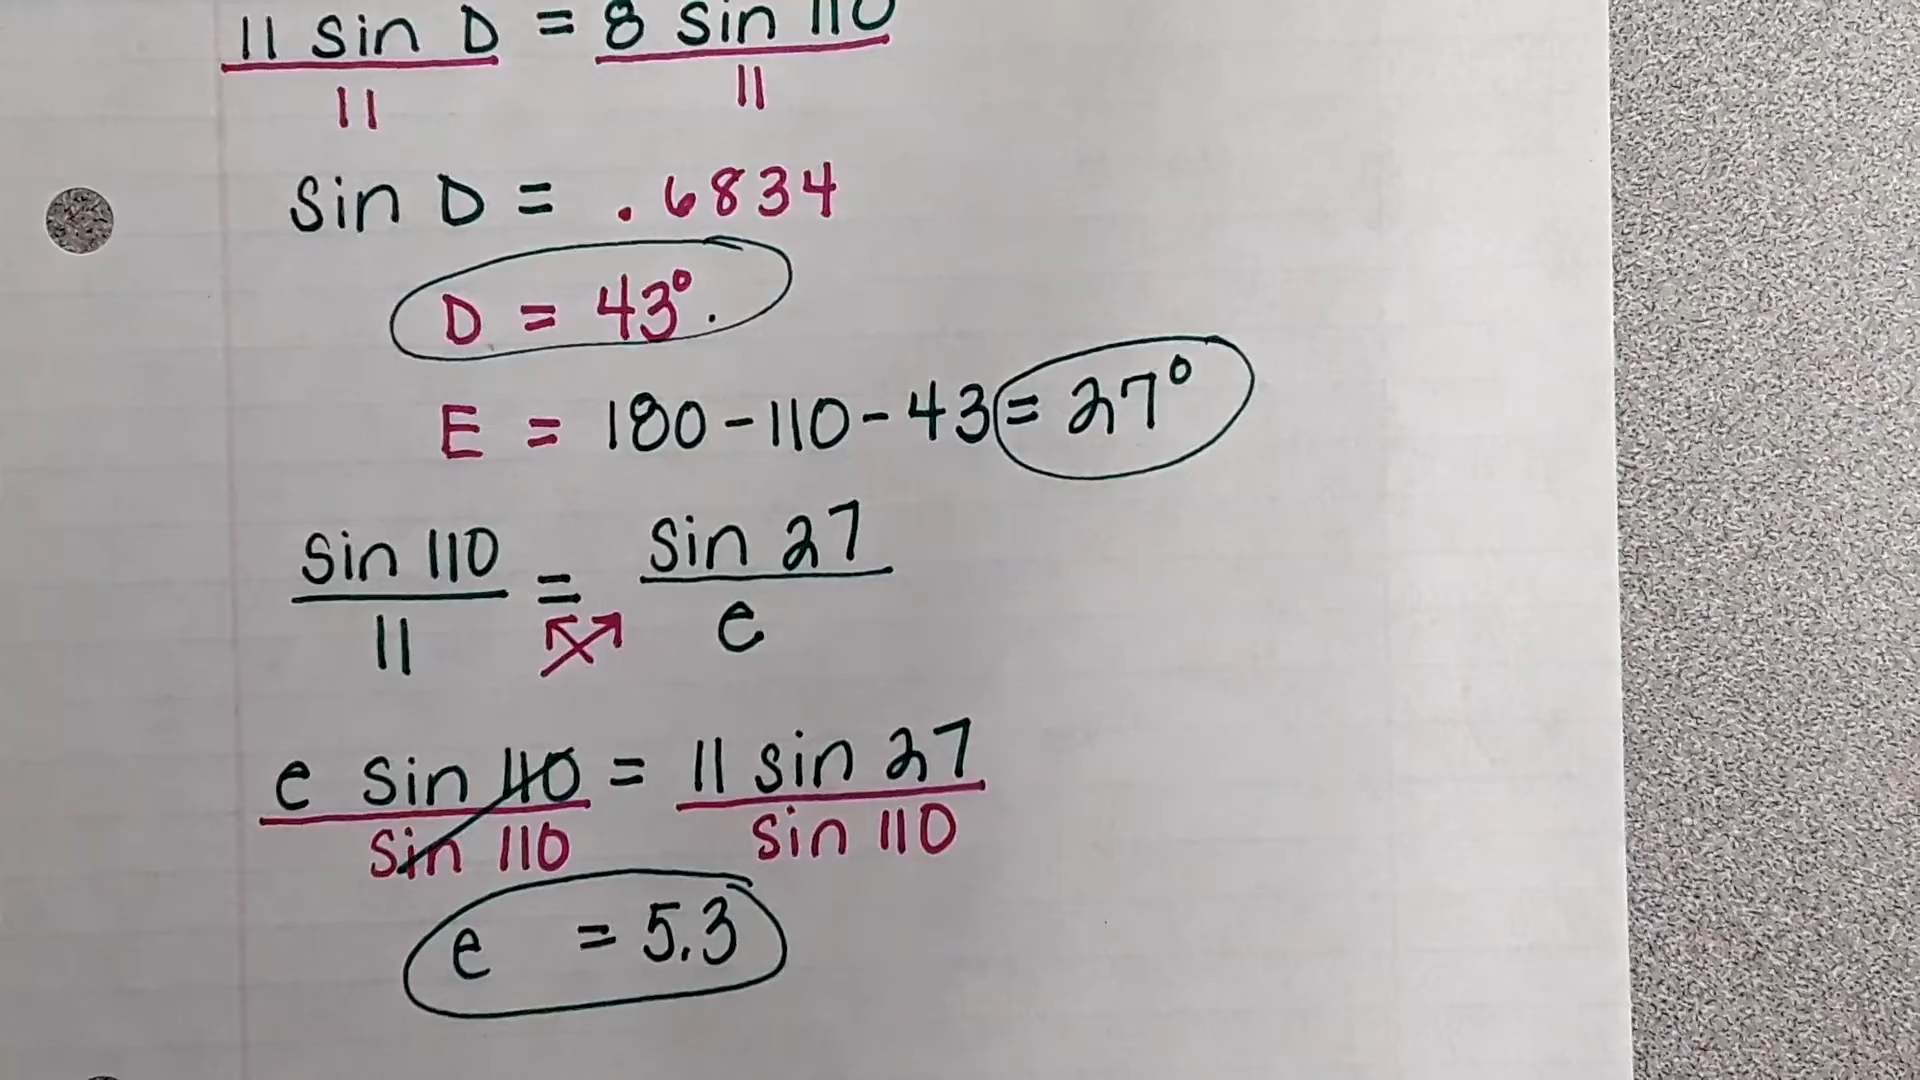 11 sin D = 8 sin 110
11 11
sin D = .6834
D = 43°.
E = 180 - 110 - 43 = 27°
sin 110 = sin 27
11 e
e sin 110 = 11 sin 27
sin 110 sin 110
e = 5.3